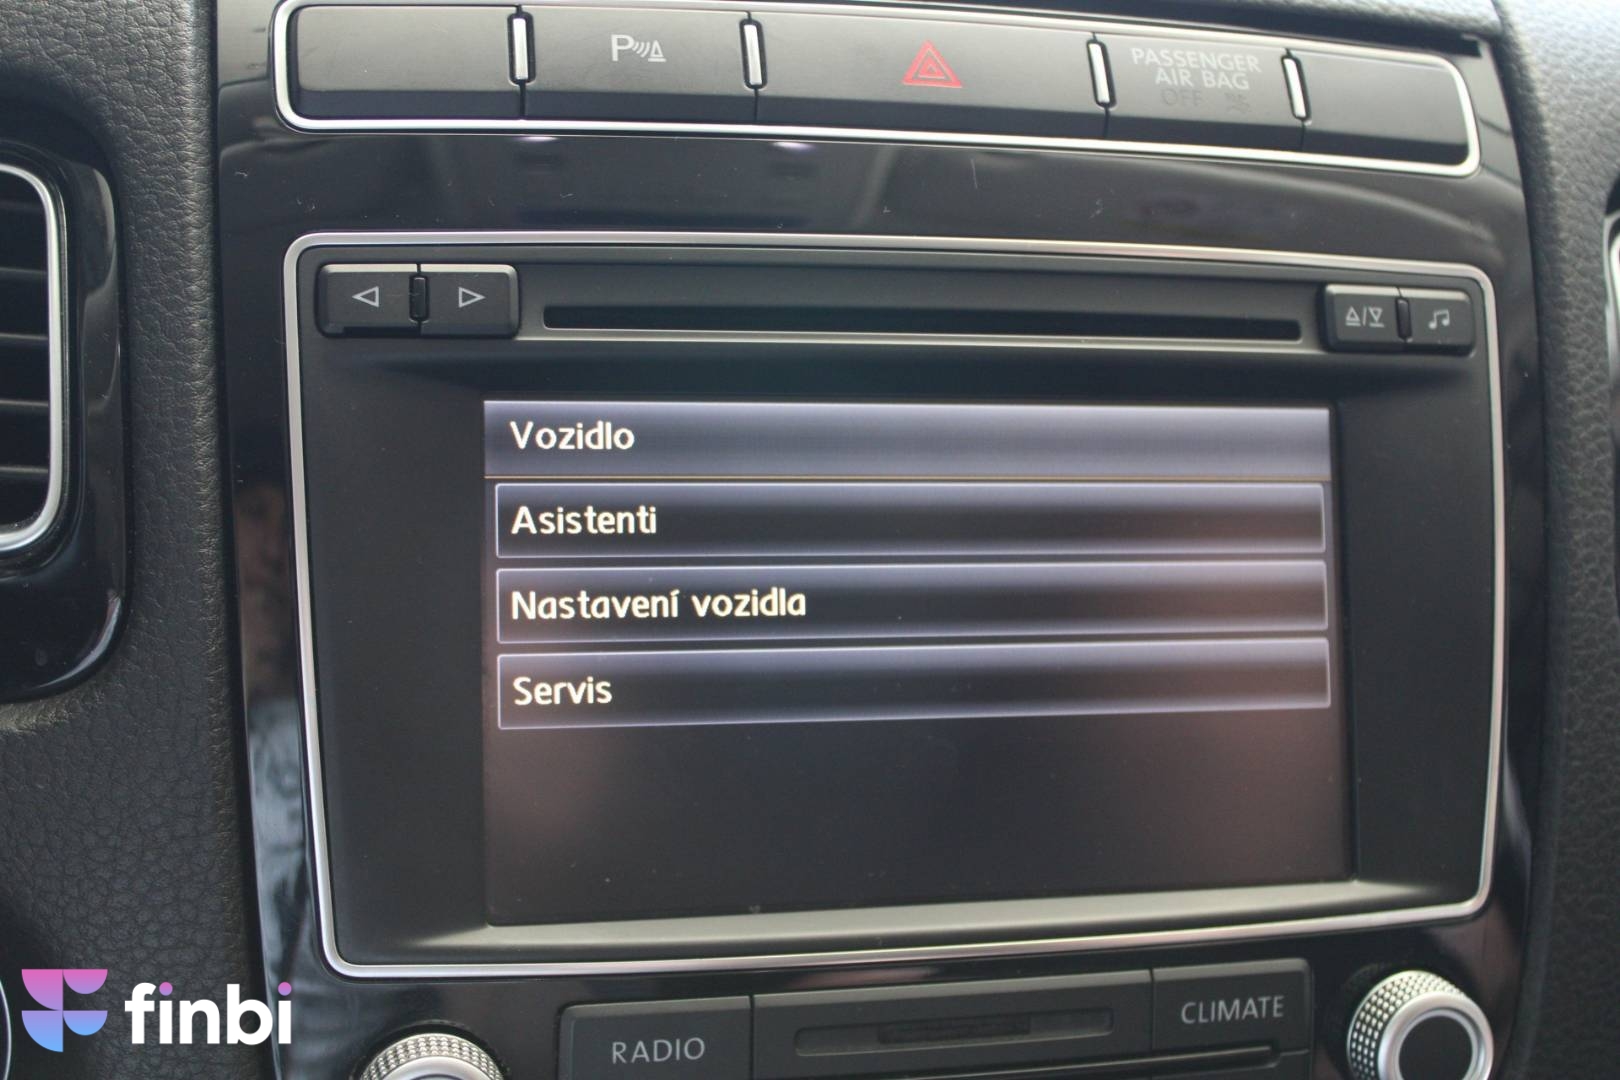 P
PASSENGER
AIR BAG
OFF
Vozidlo
Asistenti
Nastavení vozidla
Servis
RADIO
CLIMATE
finbi